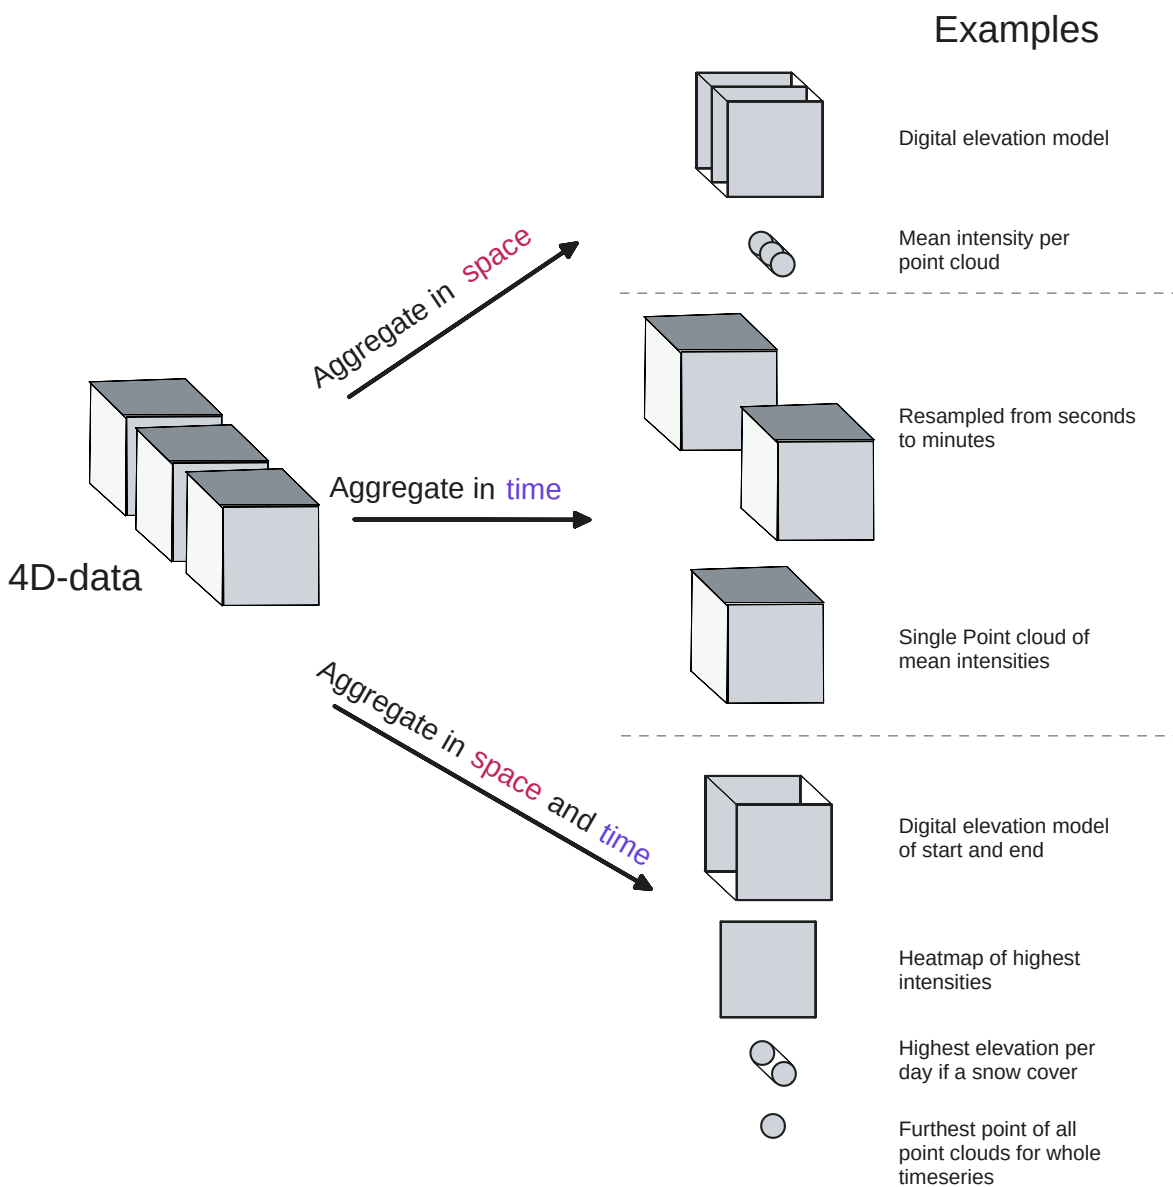 Examples
Digital elevation model
Mean intensity per
point cloud
Aggregate in space
Resampled from seconds
to minutes
Aggregate in time
4D-data
Single Point cloud of
mean intensities
Aggregate in space and time
Digital elevation model
of start and end
Heatmap of highest
intensities
Highest elevation per
day if a snow cover
Furthest point of all
point clouds for whole
timeseries